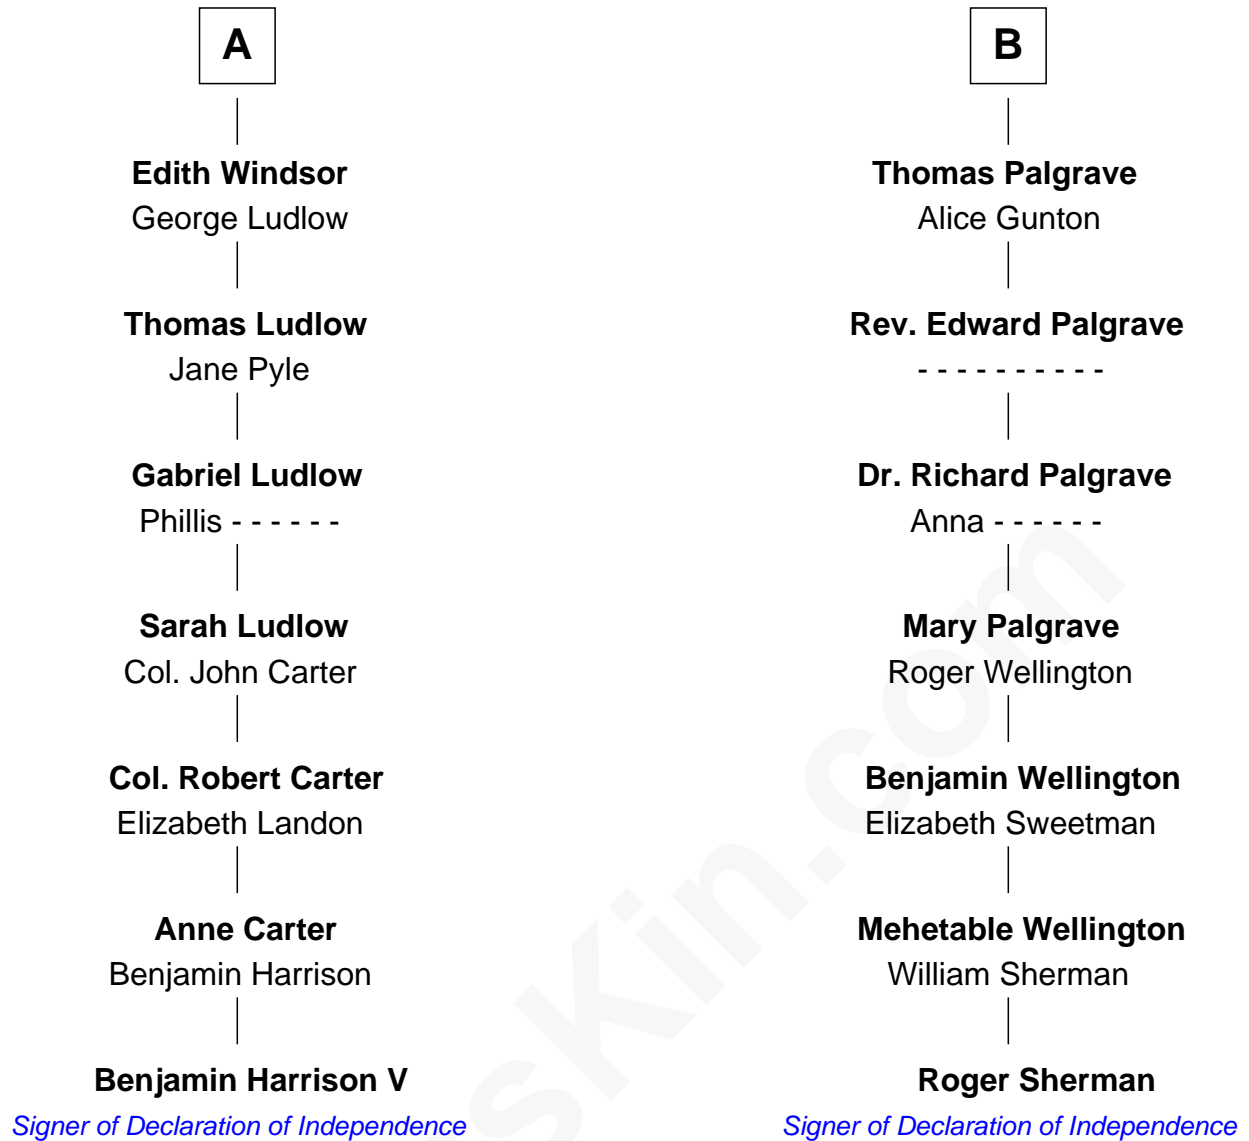 A
Edith Windsor
George Ludlow
Thomas Ludlow
Jane Pyle
Gabriel Ludlow
Phillis - - - - - -
Sarah Ludlow
Col. John Carter
Col. Robert Carter
Elizabeth Landon
Anne Carter
Benjamin Harrison
Benjamin Harrison V
Signer of Declaration of Independence
B
Thomas Palgrave
Alice Gunton
Rev. Edward Palgrave
- - - - - - - - - -
Dr. Richard Palgrave
Anna - - - - - -
Mary Palgrave
Roger Wellington
Benjamin Wellington
Elizabeth Sweetman
Mehetable Wellington
William Sherman
Roger Sherman
Signer of Declaration of Independence
sKin.com